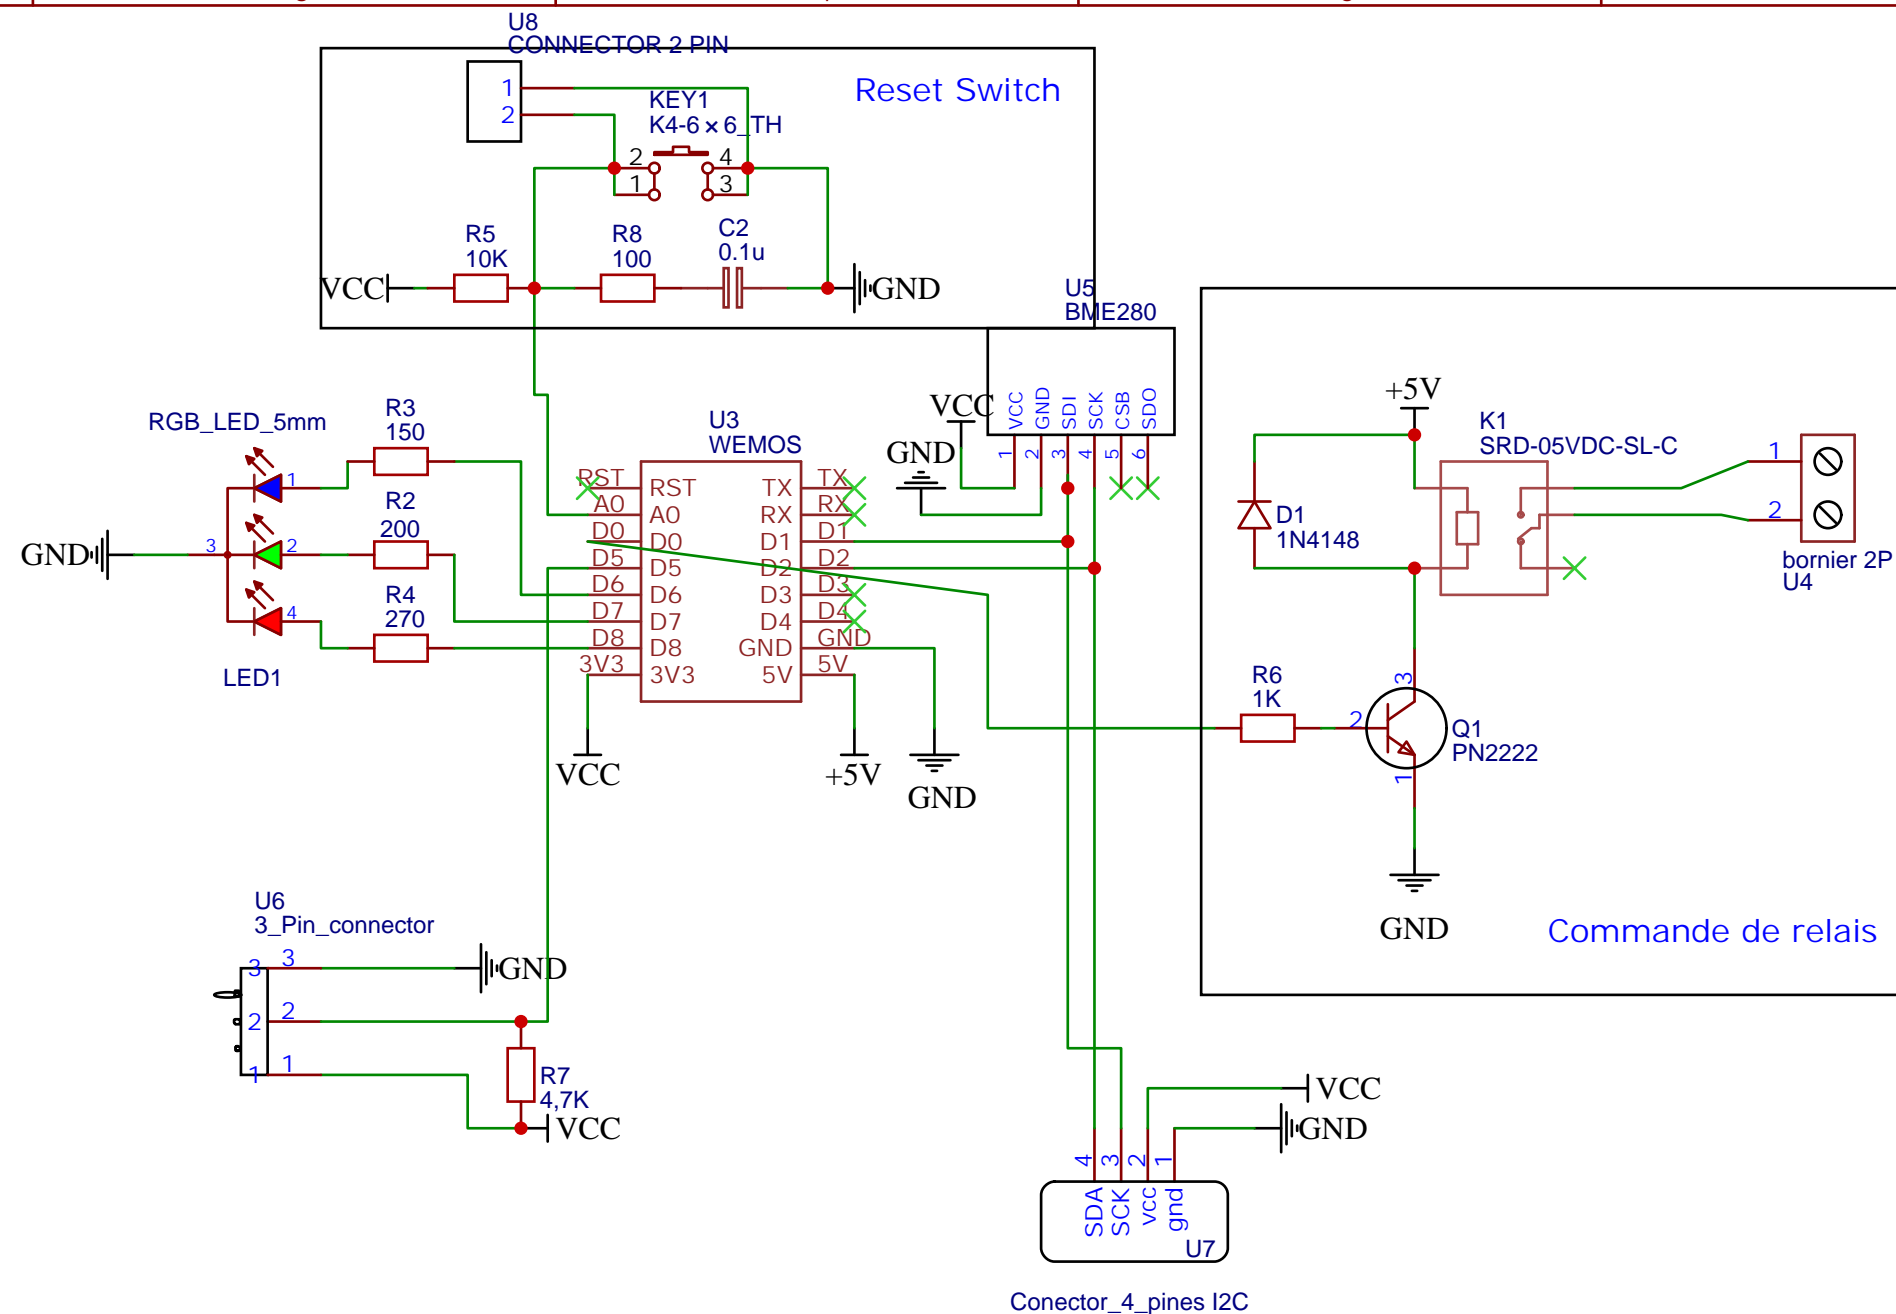 U8
CONNECTOR 2 PIN
1
2
Reset Switch
KEY1
K4-6×6_TH
2
4
1
3
R5
10K
R8
100
C2
0.1u
VCC
GND
U5
BME280
VCC
GND
SDI
SCK
CSB
SDO
1
2
3
4
5
6
VCC
GND
RGB_LED_5mm
1
2
3
4
LED1
GND
R3
150
R2
200
R4
270
U3
WEMOS
RST
A0
D0
D5
D6
D7
D8
3V3
RST
A0
D0
D5
D6
D7
D8
3V3
TX
RX
D1
D2
D3
D4
GND
5V
TX
RX
D1
D2
D3
D4
GND
5V
VCC
+5V
GND
+5V
K1
SRD-05VDC-SL-C
D1
1N4148
1
2
bornier 2P
U4
R6
1K
3
2
1
Q1
PN2222
GND
Commande de relais
U6
3_Pin_connector
3
3
2
2
1
1
GND
R7
4,7K
VCC
VCC
GND
4
3
2
1
SDA
SCK
vcc
gnd
U7
Conector_4_pines I2C